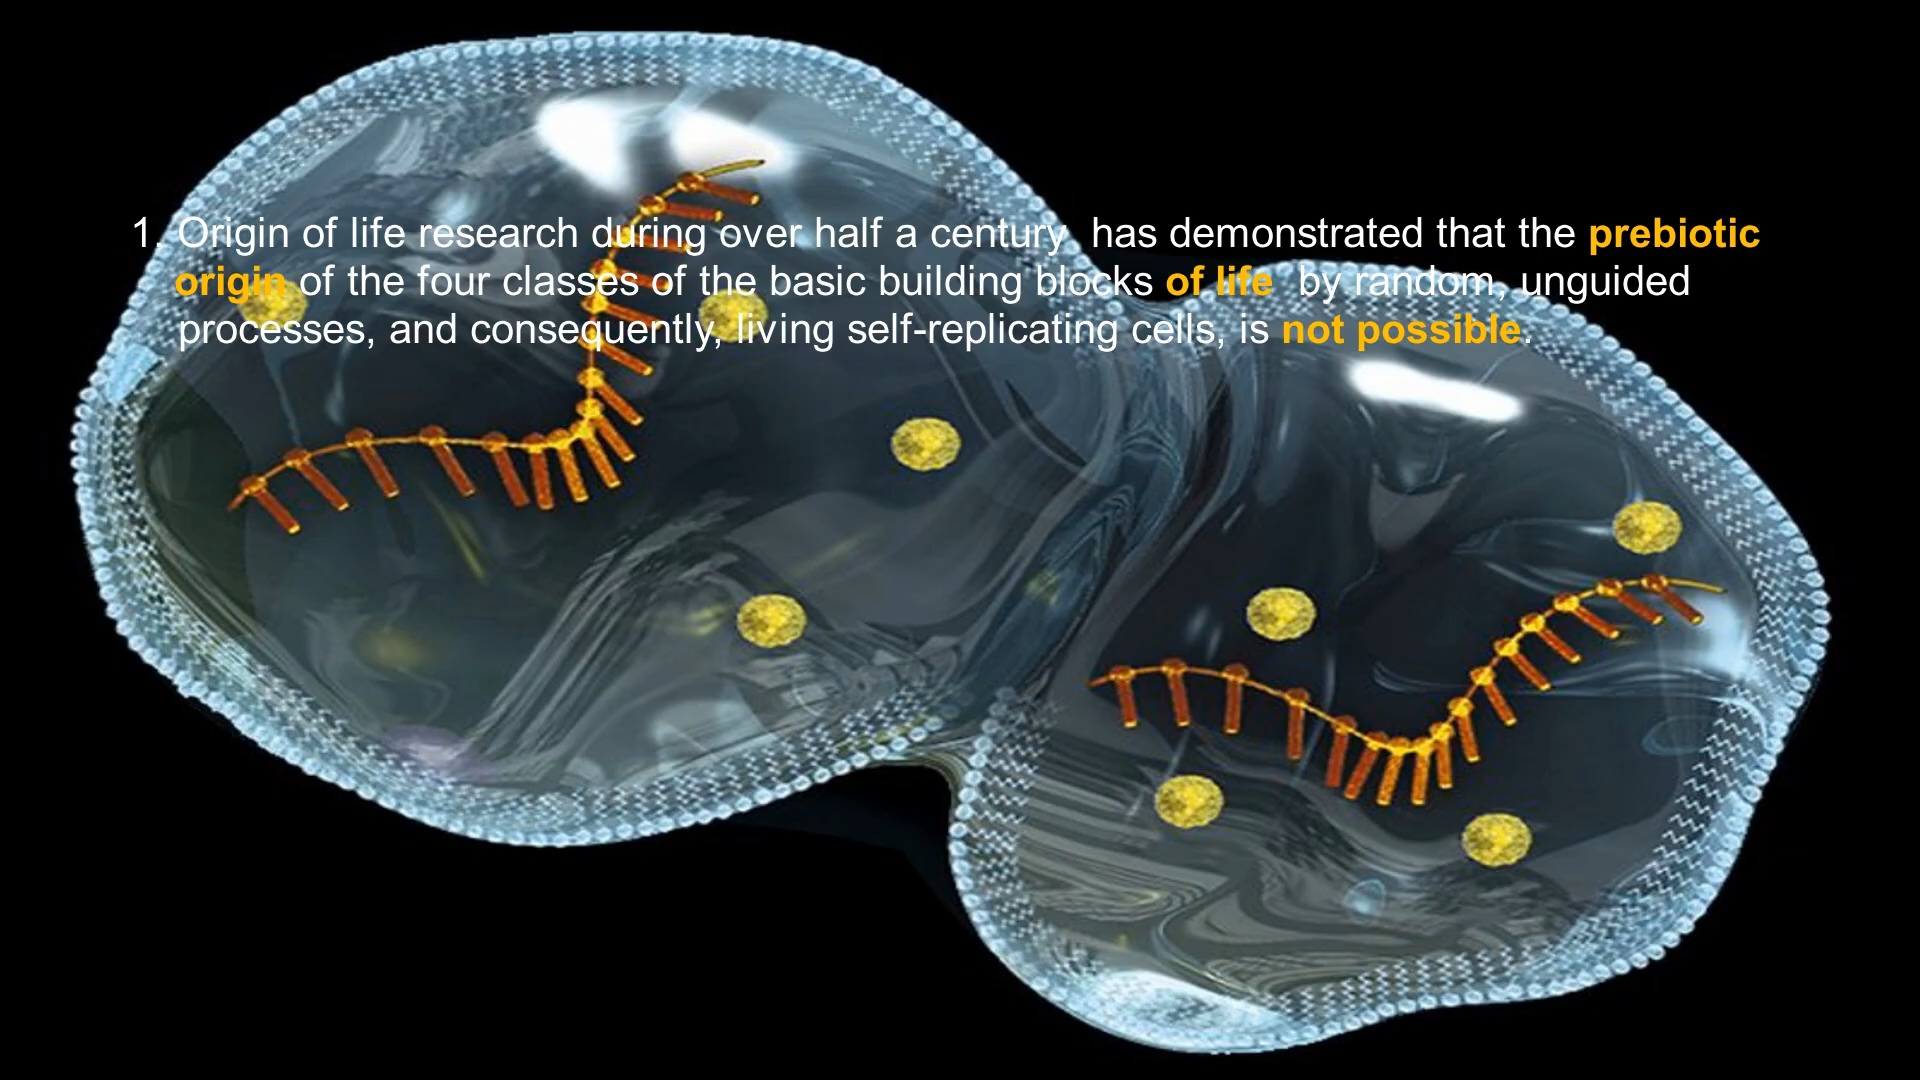 1. Origin of life research during over half a century  has demonstrated that the prebiotic
origin of the four classes of the basic building blocks of life  by random, unguided
processes, and consequently, living self-replicating cells, is not possible.